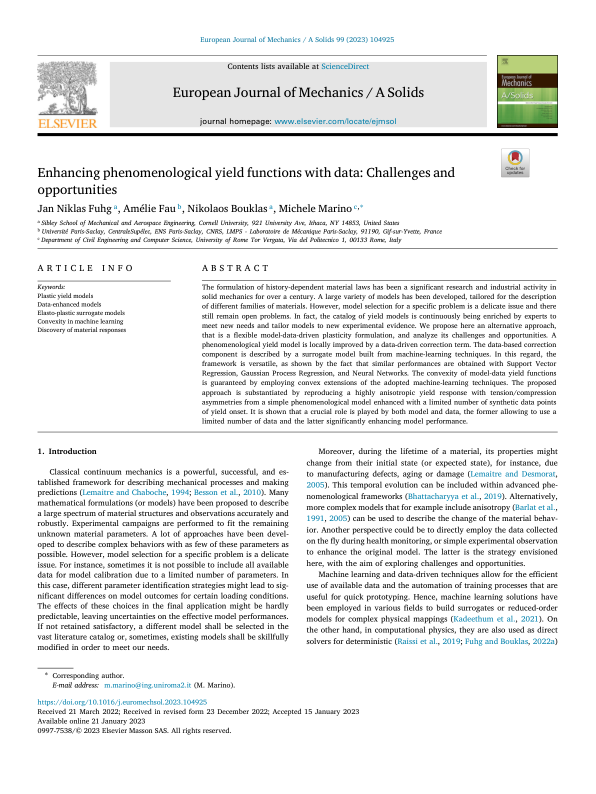 European Journal of Mechanics / A Solids 99 (2023) 104925
Contents lists available at ScienceDirect
European Journal of Mechanics / A Solids
journal homepage: www.elsevier.com/locate/ejmsol
ELSEVIER
European Journal of
Mechanics
A/Solids
Check for
updates
Enhancing phenomenological yield functions with data: Challenges and
opportunities
Jan Niklas Fuhg a, Amélie Fau b, Nikolaos Bouklas a, Michele Marino c,*
a Sibley School of Mechanical and Aerospace Engineering, Cornell University, 921 University Ave, Ithaca, NY 14853, United States
b Université Paris-Saclay, CentraleSupélec, ENS Paris-Saclay, CNRS, LMPS - Laboratoire de Mécanique Paris-Saclay, 91190, Gif-sur-Yvette, France
c Department of Civil Engineering and Computer Science, University of Rome Tor Vergata, Via del Politecnico 1, 00133 Rome, Italy
ARTICLE INFO
Keywords:
Plastic yield models
Data-enhanced models
Elasto-plastic surrogate models
Convexity in machine learning
Discovery of material responses
ABSTRACT
The formulation of history-dependent material laws has been a significant research and industrial activity in
solid mechanics for over a century. A large variety of models has been developed, tailored for the description
of different families of materials. However, model selection for a specific problem is a delicate issue and there
still remain open problems. In fact, the catalog of yield models is continuously being enriched by experts to
meet new needs and tailor models to new experimental evidence. We propose here an alternative approach,
that is a flexible model-data-driven plasticity formulation, and analyze its challenges and opportunities. A
phenomenological yield model is locally improved by a data-driven correction term. The data-based correction
component is described by a surrogate model built from machine-learning techniques. In this regard, the
framework is versatile, as shown by the fact that similar performances are obtained with Support Vector
Regression, Gaussian Process Regression, and Neural Networks. The convexity of model-data yield functions
is guaranteed by employing convex extensions of the adopted machine-learning techniques. The proposed
approach is substantiated by reproducing a highly anisotropic yield response with tension/compression
asymmetries from a simple phenomenological model enhanced with a limited number of synthetic data points
of yield onset. It is shown that a crucial role is played by both model and data, the former allowing to use a
limited number of data and the latter significantly enhancing model performance.
1. Introduction
Classical continuum mechanics is a powerful, successful, and es-
tablished framework for describing mechanical processes and making
predictions (Lemaitre and Chaboche, 1994; Besson et al., 2010). Many
mathematical formulations (or models) have been proposed to describe
a large spectrum of material structures and observations accurately and
robustly. Experimental campaigns are performed to fit the remaining
unknown material parameters. A lot of approaches have been devel-
oped to describe complex behaviors with as few of these parameters as
possible. However, model selection for a specific problem is a delicate
issue. For instance, sometimes it is not possible to include all available
data for model calibration due to a limited number of parameters. In
this case, different parameter identification strategies might lead to sig-
nificant differences on model outcomes for certain loading conditions.
The effects of these choices in the final application might be hardly
predictable, leaving uncertainties on the effective model performances.
If not retained satisfactory, a different model shall be selected in the
vast literature catalog or, sometimes, existing models shall be skillfully
modified in order to meet our needs.
Moreover, during the lifetime of a material, its properties might
change from their initial state (or expected state), for instance, due
to manufacturing defects, aging or damage (Lemaitre and Desmorat,
2005). This temporal evolution can be included within advanced phe-
nomenological frameworks (Bhattacharyya et al., 2019). Alternatively,
more complex models that for example include anisotropy (Barlat et al.,
1991, 2005) can be used to describe the change of the material behav-
ior. Another perspective could be to directly employ the data collected
on the fly during health monitoring, or simple experimental observation
to enhance the original model. The latter is the strategy envisioned
here, with the aim of exploring challenges and opportunities.
Machine learning and data-driven techniques allow for the efficient
use of available data and the automation of training processes that are
useful for quick prototyping. Hence, machine learning solutions have
been employed in various fields to build surrogates or reduced-order
models for complex physical mappings (Kadeethum et al., 2021). On
the other hand, in computational physics, they are also used as direct
solvers for deterministic (Raissi et al., 2019; Fuhg and Bouklas, 2022a)
* Corresponding author.
E-mail address: m.marino@ing.uniroma2.it (M. Marino).
https://doi.org/10.1016/j.euromechsol.2023.104925
Received 21 March 2022; Received in revised form 23 December 2022; Accepted 15 January 2023
Available online 21 January 2023
0997-7538/© 2023 Elsevier Masson SAS. All rights reserved.